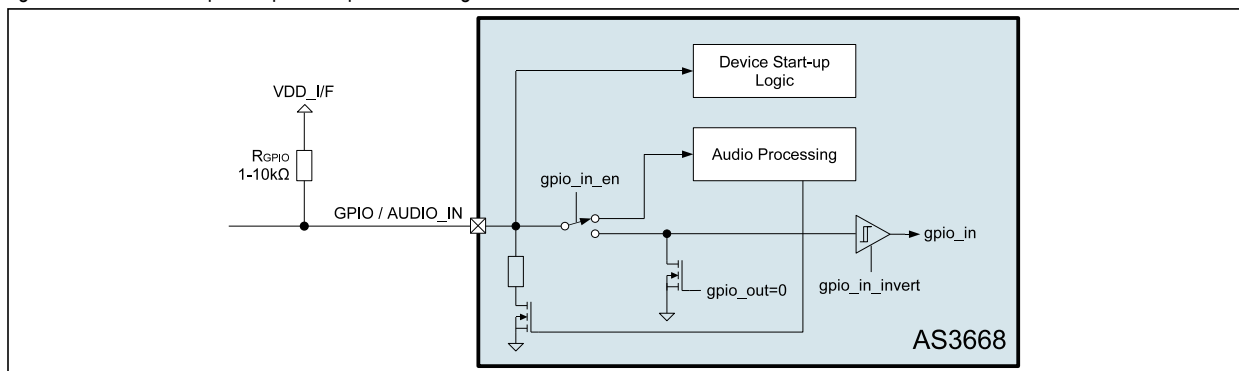 Device Start-up
Logic
VDD_I/F
RGPIO
1-10kΩ
Audio Processing
gpio_in_en
GPIO / AUDIO_IN
gpio_in
gpio_out=0
gpio_in_invert
AS3668